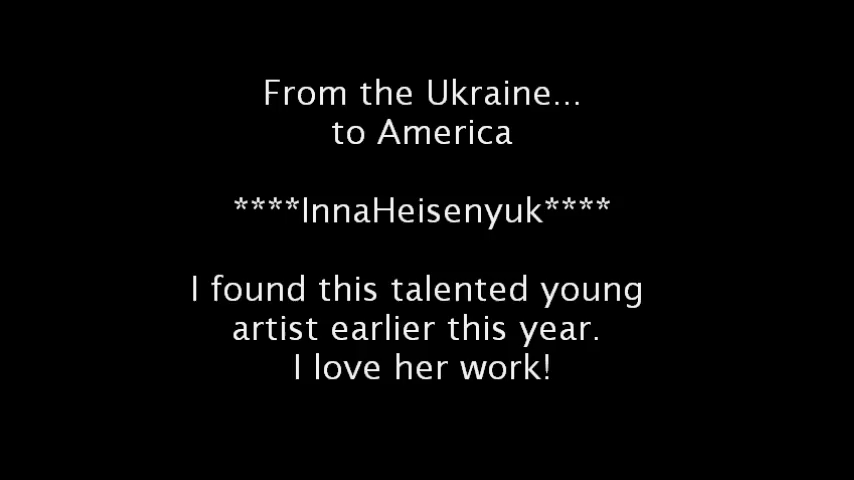 From the Ukraine...
to America
****InnaHeisenyuk****
I found this talented young
artist earlier this year.
I love her work!